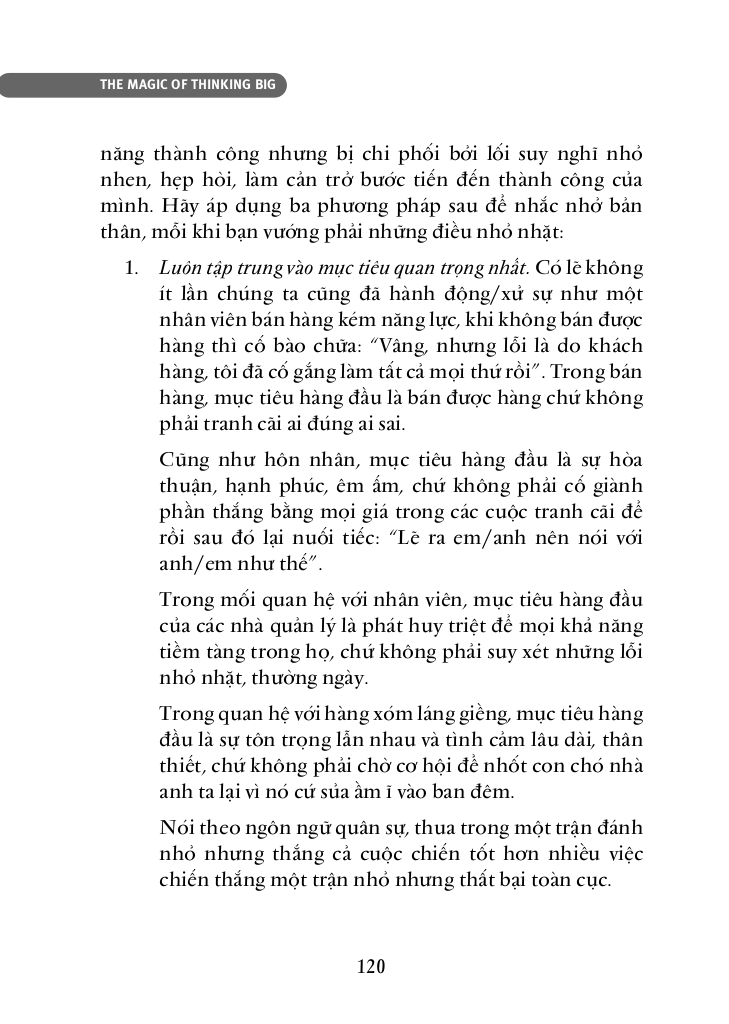 THE MAGIC OF THINKING BIG
năng thành công nhưng bị chi phối bởi lối suy nghĩ nhỏ
nhen, hẹp hòi, làm cản trở bước tiến đến thành công của
mình. Hãy áp dụng ba phương pháp sau để nhắc nhở bản
thân, mỗi khi bạn vướng phải những điều nhỏ nhặt:
1. Luôn tập trung vào mục tiêu quan trọng nhất. Có lẽ không
ít lần chúng ta cũng đã hành động/xử sự như một
nhân viên bán hàng kém năng lực, khi không bán được
hàng thì cố bào chữa: “Vâng, nhưng lỗi là do khách
hàng, tôi đã cố gắng làm tất cả mọi thứ rồi”. Trong bán
hàng, mục tiêu hàng đầu là bán được hàng chứ không
phải tranh cãi ai đúng ai sai.
Cũng như hôn nhân, mục tiêu hàng đầu là sự hòa
thuận, hạnh phúc, êm ấm, chứ không phải cố giành
phần thắng bằng mọi giá trong các cuộc tranh cãi để
rồi sau đó lại nuối tiếc: “Lẽ ra em/anh nên nói với
anh/em như thế”.
Trong mối quan hệ với nhân viên, mục tiêu hàng đầu
của các nhà quản lý là phát huy triệt để mọi khả năng
tiềm tàng trong họ, chứ không phải suy xét những lỗi
nhỏ nhặt, thường ngày.
Trong quan hệ với hàng xóm láng giềng, mục tiêu hàng
đầu là sự tôn trọng lẫn nhau và tình cảm lâu dài, thân
thiết, chứ không phải chờ cơ hội để nhốt con chó nhà
anh ta lại vì nó cứ sủa ầm ĩ vào ban đêm.
Nói theo ngôn ngữ quân sự, thua trong một trận đánh
nhỏ nhưng thắng cả cuộc chiến tốt hơn nhiều việc
chiến thắng một trận nhỏ nhưng thất bại toàn cục.
120